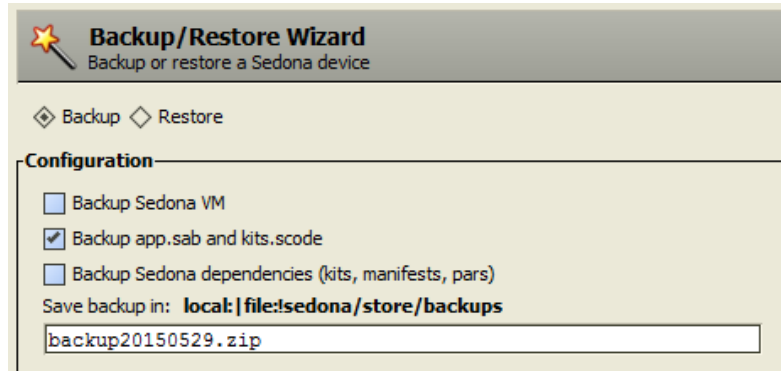 Backup/Restore Wizard
Backup or restore a Sedona device
Backup Restore
Configuration
Backup Sedona VM
Backup app.sab and kits.scode
Backup Sedona dependencies (kits, manifests, pars)
Save backup in: local:|file:!sedona/store/backups
backup20150529.zip